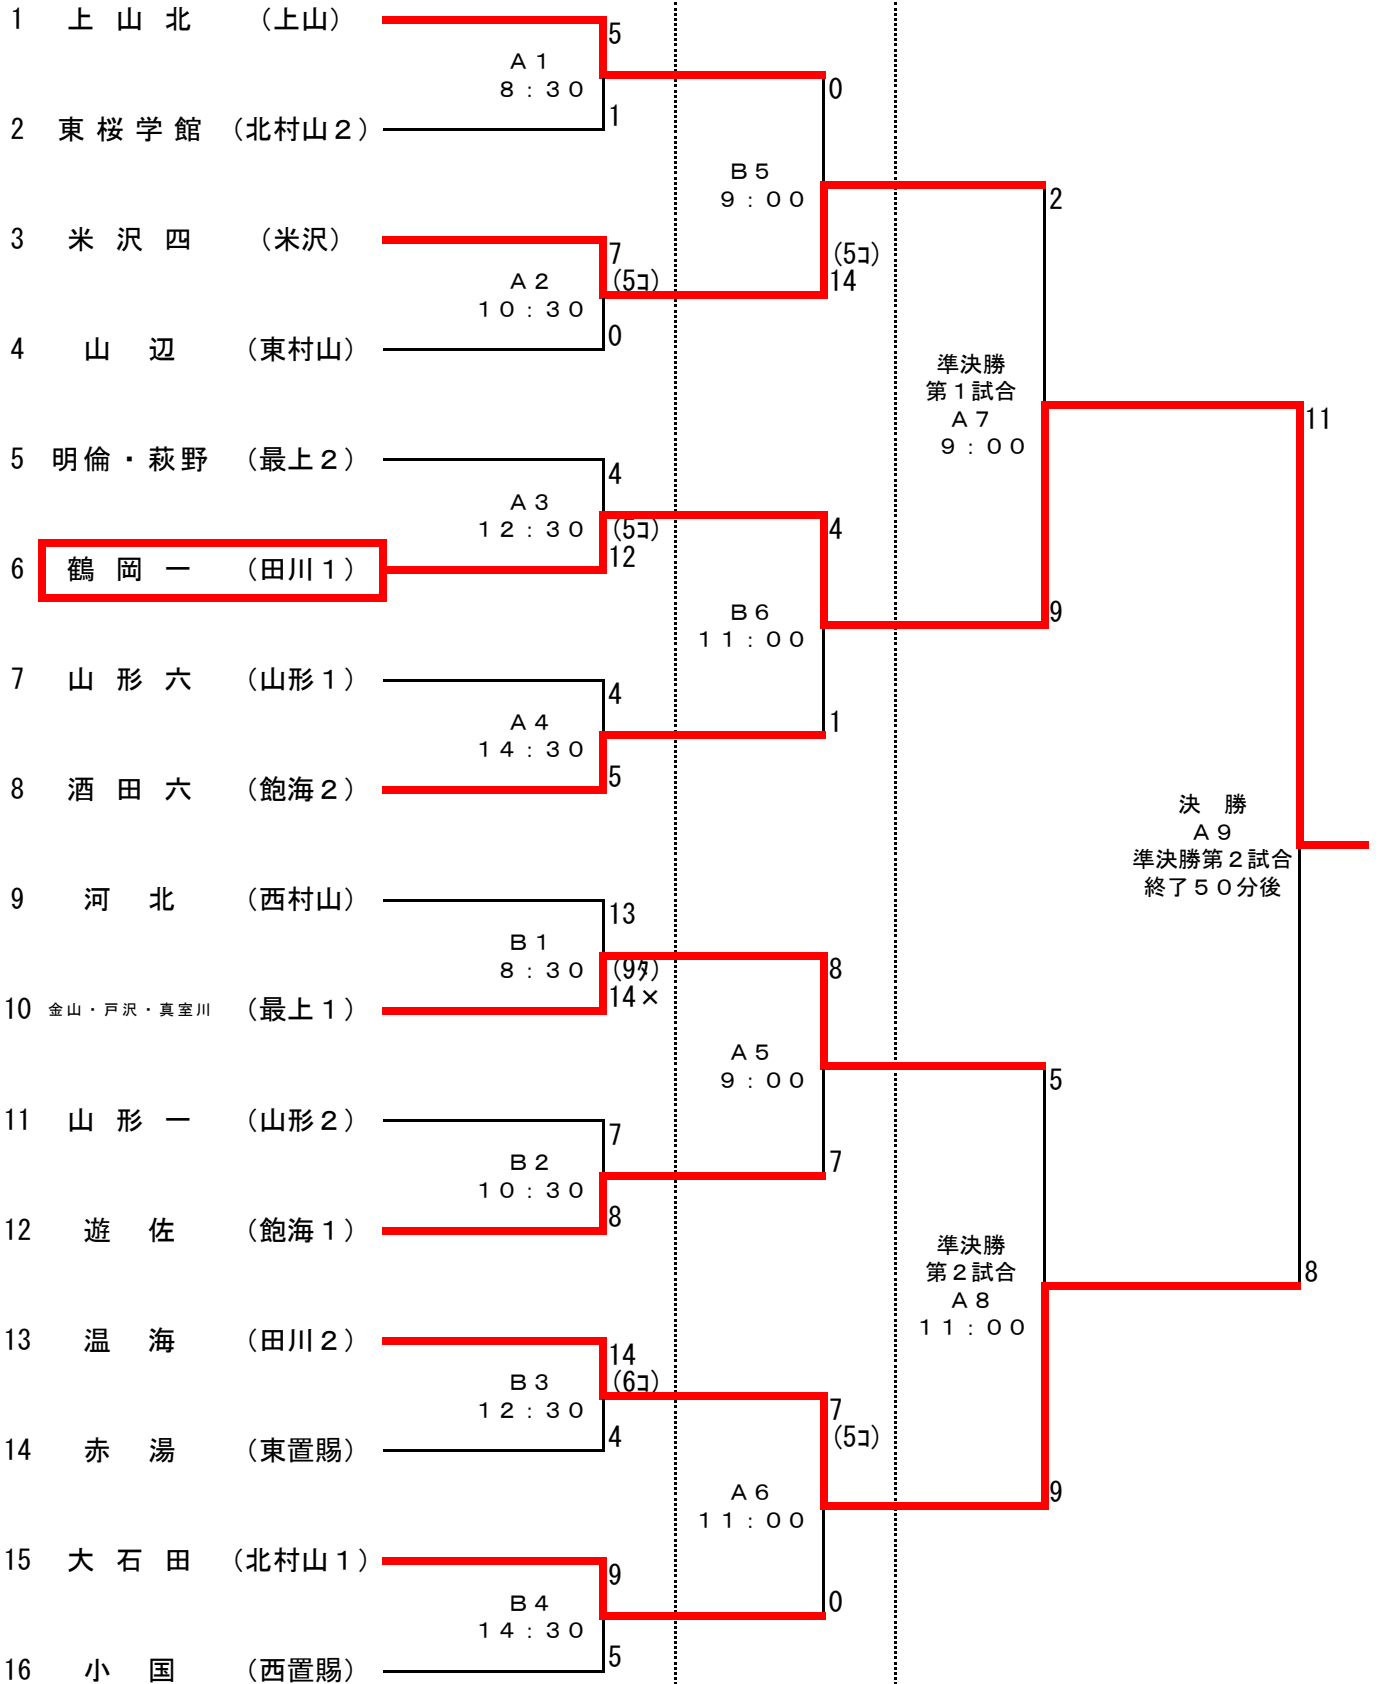 1 上山北 （上山）
5
A1
8：30
0
1
2 東桜学館 （北村山2）
B5
9：00
2
3 米沢四 （米沢）
7
(5ｺ)
A2
10：30
(5ｺ)
14
0
4 山辺 （東村山）
準決勝
第1試合
A7
9：00
11
5 明倫・萩野 （最上2）
4
A3
12：30
(5ｺ)
12
4
6 鶴岡一 （田川1）
B6
11：00
9
7 山形六 （山形1）
4
A4
14：30
1
5
8 酒田六 （飽海2）
決　勝
A9
準決勝第2試合
終了50分後
9 河北 （西村山）
13
B1
8：30
(9ﾀ)
14×
8
10 金山・戸沢・真室川 （最上1）
A5
9：00
5
11 山形一 （山形2）
7
B2
10：30
7
8
12 遊佐 （飽海1）
準決勝
第2試合
A8
11：00
8
13 温海 （田川2）
14
(6ｺ)
B3
12：30
7
(5ｺ)
4
14 赤湯 （東置賜）
A6
11：00
9
15 大石田 （北村山1）
9
B4
14：30
0
5
16 小国 （西置賜）